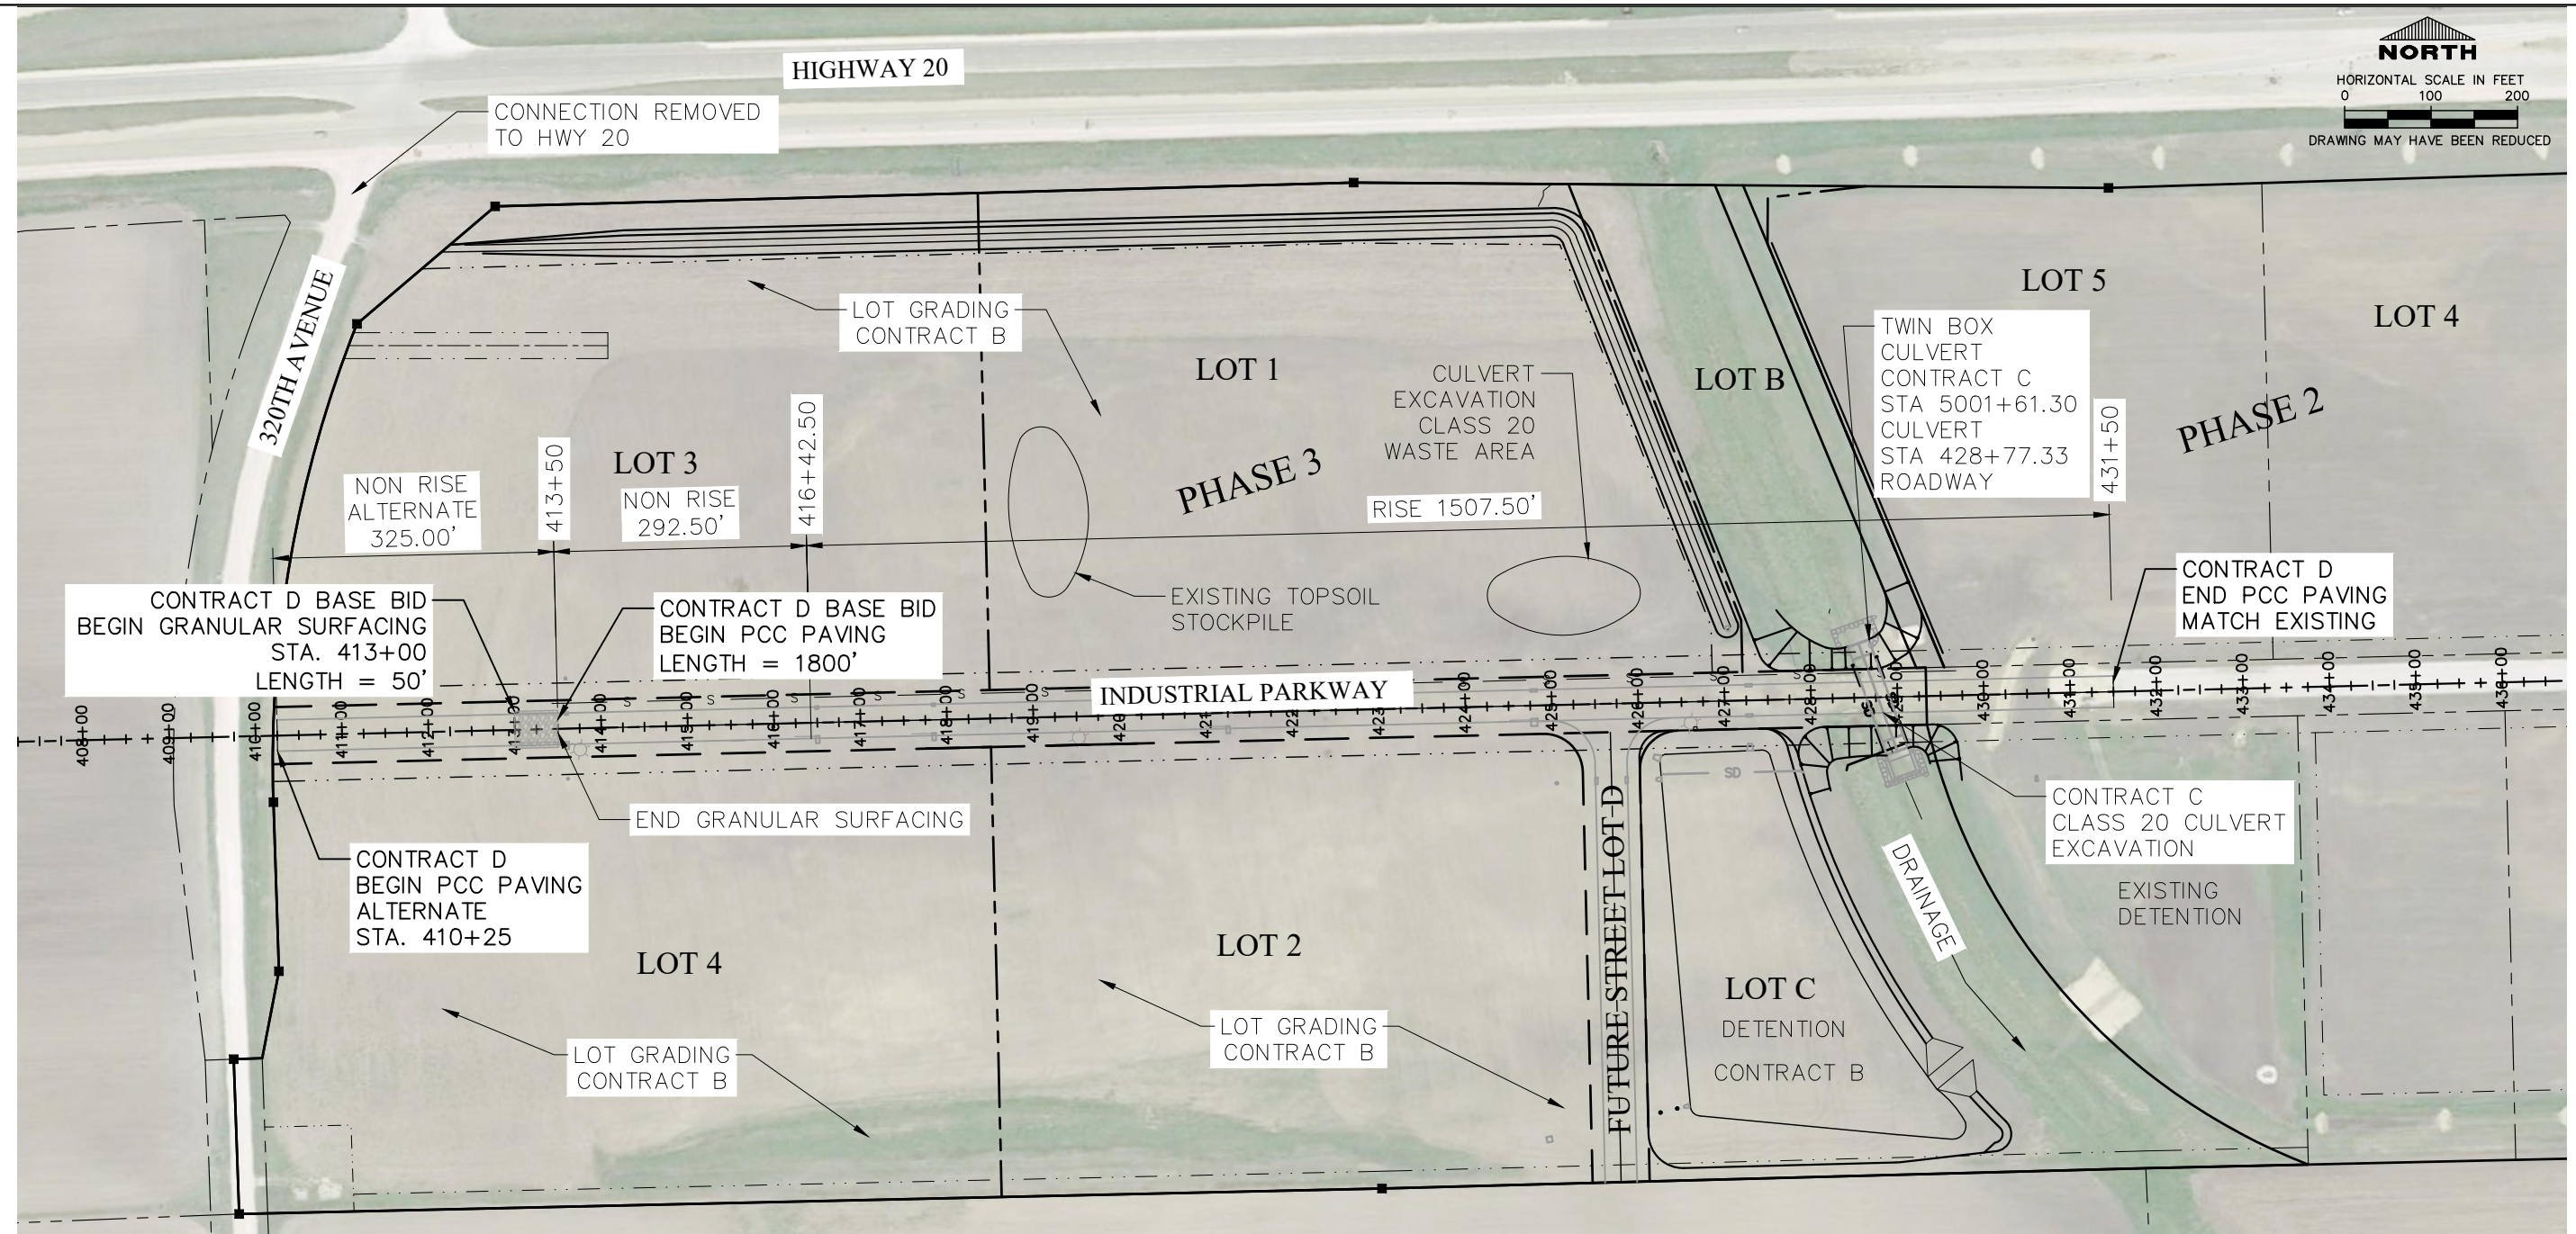 HIGHWAY 20
NORTH
HORIZONTAL SCALE IN FEET
0 100 200
DRAWING MAY HAVE BEEN REDUCED
CONNECTION REMOVED
TO HWY 20
320TH AVENUE
LOT GRADING
CONTRACT B
LOT 1
LOT B
LOT 5
LOT 4
TWIN BOX
CULVERT
CONTRACT C
STA 5001+61.30
CULVERT
STA 428+77.33
ROADWAY
431+50
PHASE 2
CULVERT
EXCAVATION
CLASS 20
WASTE AREA
PHASE 3
RISE 1507.50'
LOT 3
NON RISE
ALTERNATE
325.00'
413+50
NON RISE
292.50'
416+42.50
EXISTING TOPSOIL
STOCKPILE
CONTRACT D
END PCC PAVING
MATCH EXISTING
CONTRACT D BASE BID
BEGIN GRANULAR SURFACING
STA. 413+00
LENGTH = 50'
CONTRACT D BASE BID
BEGIN PCC PAVING
LENGTH = 1800'
INDUSTRIAL PARKWAY
S S S S S S S S
408+00
409+00
410+00
411+00
412+00
413+00
414+00
415+00
416+00
417+00
418+00
419+00
420
421
422
423
424+00
425+00
426+00
427+00
428+00
429+00
430+00
431+00
432+00
433+00
434+00
435+00
436+00
SD
END GRANULAR SURFACING
CONTRACT D
BEGIN PCC PAVING
ALTERNATE
STA. 410+25
CONTRACT C
CLASS 20 CULVERT
EXCAVATION
EXISTING
DETENTION
DRAINAGE
FUTURE STREET LOT D
LOT 4
LOT 2
LOT C
DETENTION
CONTRACT B
LOT GRADING
CONTRACT B
LOT GRADING
CONTRACT B